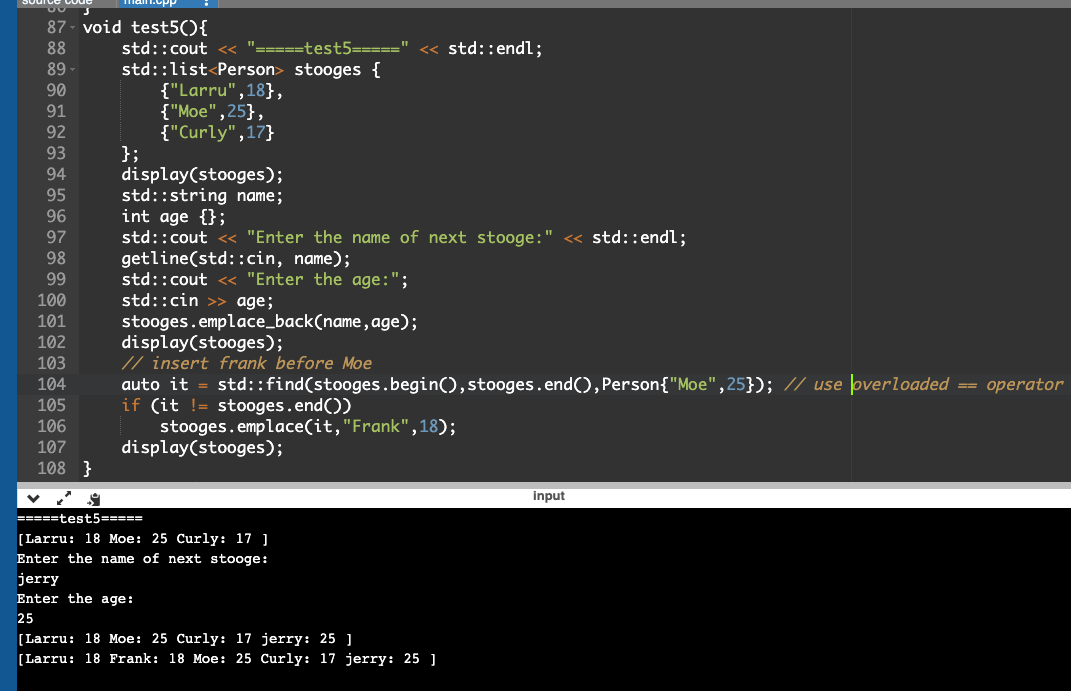 source code
main.cpp
86 }
87 void test5(){
88 std::cout << "=====test5=====" << std::endl;
89 std::list<Person> stooges {
90 {"Larru",18},
91 {"Moe",25},
92 {"Curly",17}
93 };
94 display(stooges);
95 std::string name;
96 int age {};
97 std::cout << "Enter the name of next stooge:" << std::endl;
98 getline(std::cin, name);
99 std::cout << "Enter the age:";
100 std::cin >> age;
101 stooges.emplace_back(name,age);
102 display(stooges);
103 // insert frank before Moe
104 auto it = std::find(stooges.begin(),stooges.end(),Person{"Moe",25}); // use overloaded == operator
105 if (it != stooges.end())
106 stooges.emplace(it,"Frank",18);
107 display(stooges);
108 }
input
=====test5=====
[Larru: 18 Moe: 25 Curly: 17 ]
Enter the name of next stooge:
jerry
Enter the age:
25
[Larru: 18 Moe: 25 Curly: 17 jerry: 25 ]
[Larru: 18 Frank: 18 Moe: 25 Curly: 17 jerry: 25 ]